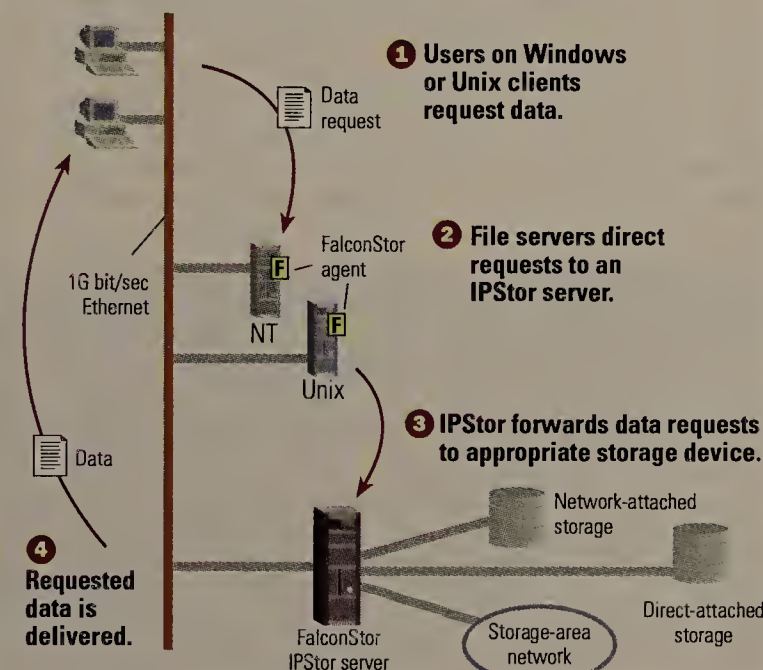 1 Users on Windows
or Unix clients
request data.
Data
request
2 File servers direct
requests to an
IPStor server.
FalconStor
agent
F
F
1G bit/sec
Ethernet
NT
Unix
3 IPStor forwards data requests
to appropriate storage device.
Data
Network-attached
storage
4
Requested
data is
delivered.
Direct-attached
storage
FalconStor
IPStor server
Storage-area
network